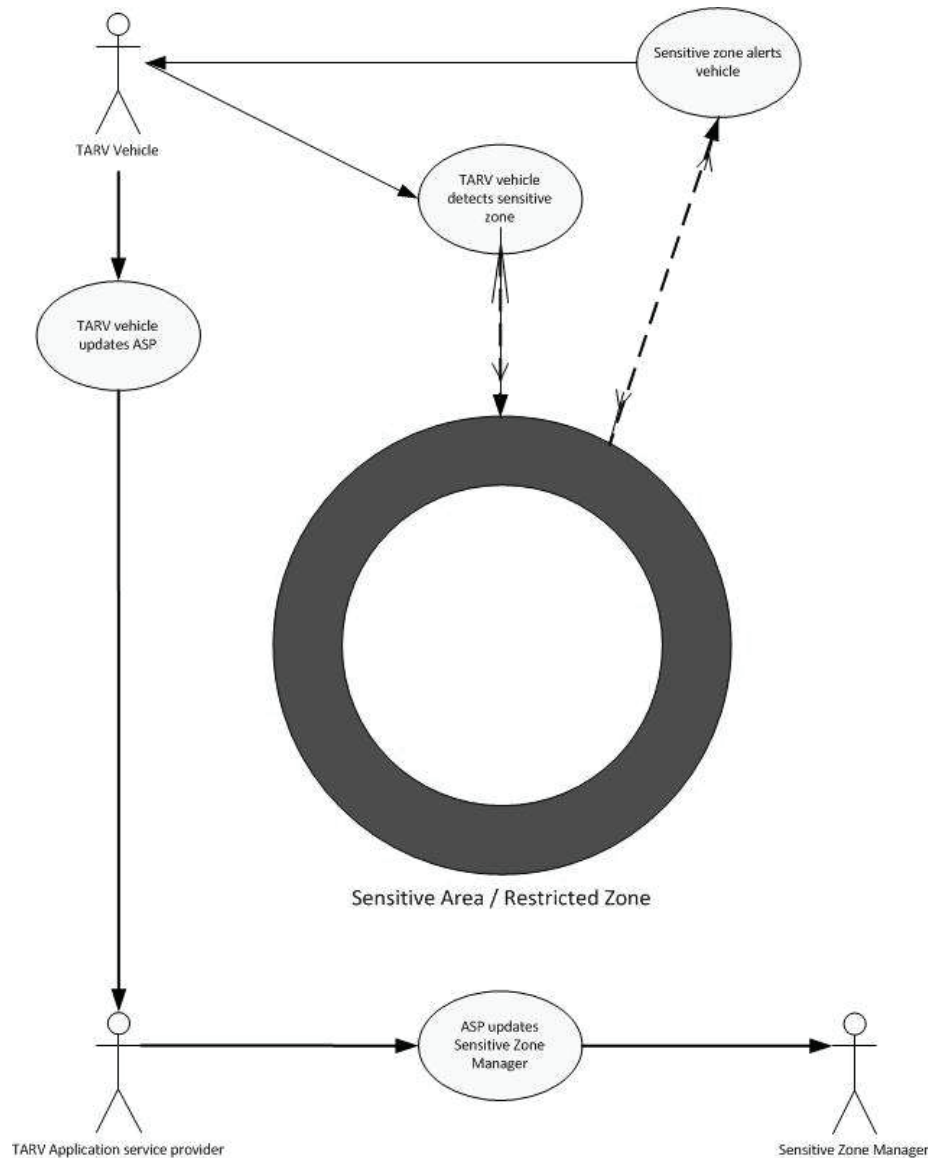 Sensitive zone alerts
vehicle
TARV Vehicle
TARV vehicle
detects sensitive
zone
TARV vehicle
updates ASP
Sensitive Area / Restricted Zone
ASP updates
Sensitive Zone
Manager
TARV Application service provider
Sensitive Zone Manager